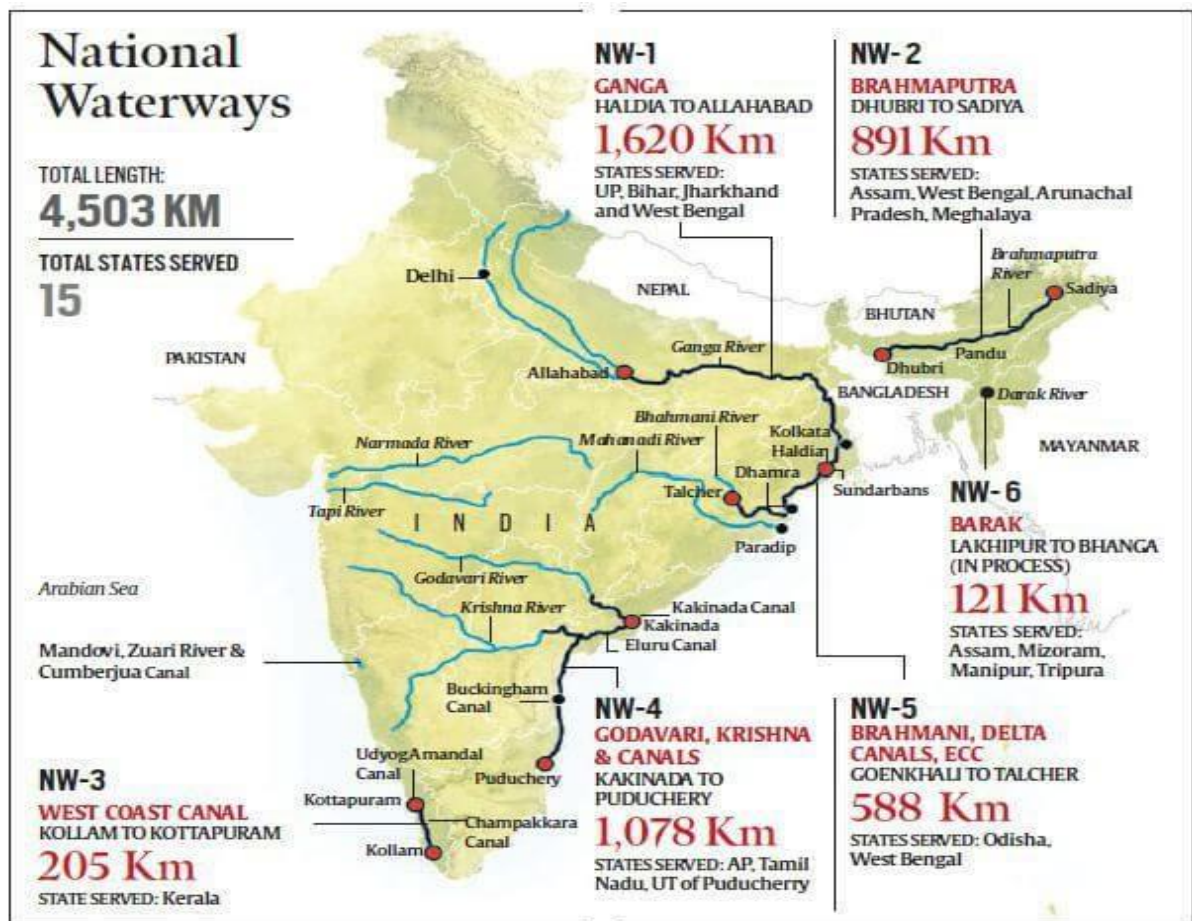 National
Waterways
TOTAL LENGTH:
4,503 KM
TOTAL STATES SERVED
15
NW-1
GANGA
HALDIA TO ALLAHABAD
1,620 Km
STATES SERVED:
UP, Bihar, Jharkhand
and West Bengal
NW-2
BRAHMAPUTRA
DHUBRI TO SADIYA
891 Km
STATES SERVED:
Assam, West Bengal, Arunachal
Pradesh, Meghalaya
Brahmaputra
River
Sadiya
Delhi
NEPAL
BHUTAN
PAKISTAN
Ganga River
Pandu
Dhubri
Allahabad
BANGLADESH
Darak River
Bhahmani River
Kolkata
Narmada River
Mahanadi River
Haldia
MAYANMAR
Dhamra
Talcher
Sundarbans
Tapi River
INDIA
Paradip
NW-6
BARAK
LAKHIPUR TO BHANGA
(IN PROCESS)
121 Km
STATES SERVED:
Assam, Mizoram,
Manipur, Tripura
Godavari River
Arabian Sea
Krishna River
Kakinada Canal
Kakinada
Eluru Canal
Mandovi, Zuari River &
Cumberjua Canal
Buckingham
Canal
NW-4
GODAVARI, KRISHNA
& CANALS
KAKINADA TO
PUDUCHERY
1,078 Km
STATES SERVED: AP, Tamil
Nadu, UT of Puducherry
NW-5
BRAHMANI, DELTA
CANALS, ECC
GOENKHALI TO TALCHER
588 Km
STATES SERVED: Odisha,
West Bengal
UdyogAmandal
Canal
Puduchery
NW-3
WEST COAST CANAL
KOLLAM TO KOTTAPURAM
205 Km
STATE SERVED: Kerala
Kottapuram
Champakkara
Canal
Kollam